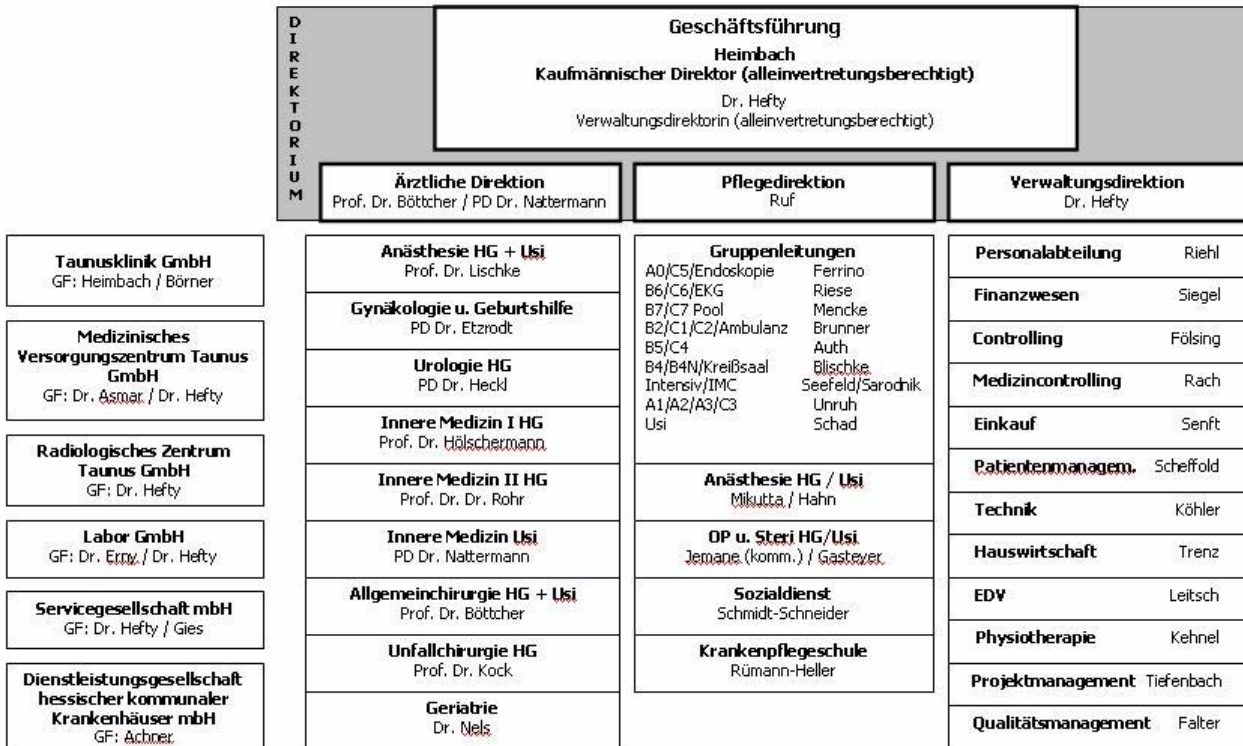 DIREKTORIUM
Geschäftsführung
Heimbach
Kaufmännischer Direktor (alleinvertretungsberechtigt)
Dr. Hefty
Verwaltungsdirektorin (alleinvertretungsberechtigt)
Ärztliche Direktion
Prof. Dr. Böttcher / PD Dr. Nattermann
Pflegedirektion
Ruf
Verwaltungsdirektion
Dr. Hefty
Taunusklinik GmbH
GF: Heimbach / Börner
Medizinisches
Versorgungszentrum Taunus
GmbH
GF: Dr. Asmar / Dr. Hefty
Radiologisches Zentrum
Taunus GmbH
GF: Dr. Hefty
Labor GmbH
GF: Dr. Erny / Dr. Hefty
Servicegesellschaft mbH
GF: Dr. Hefty / Gies
Dienstleistungsgesellschaft
hessischer kommunaler
Krankenhäuser mbH
GF: Achner
Anästhesie HG + Usi
Prof. Dr. Lischke
Gynäkologie u. Geburtshilfe
PD Dr. Etzrodt
Urologie HG
PD Dr. Heckl
Innere Medizin I HG
Prof. Dr. Hölschermann
Innere Medizin II HG
Prof. Dr. Dr. Rohr
Innere Medizin Usi
PD Dr. Nattermann
Allgemeinchirurgie HG + Usi
Prof. Dr. Böttcher
Unfallchirurgie HG
Prof. Dr. Kock
Geriatrie
Dr. Nels
Gruppenleitungen
A0/C5/Endoskopie Ferrino
B6/C6/EKG Riese
B7/C7 Pool Mencke
B2/C1/C2/Ambulanz Brunner
B5/C4 Auth
B4/B4N/Kreißsaal Blischke
Intensiv/IMC Seefeld/Sarodnik
A1/A2/A3/C3 Unruh
Usi Schad
Anästhesie HG / Usi
Mikutta / Hahn
OP u. Steri HG/Usi
Jemane (komm.) / Gasteyer
Sozialdienst
Schmidt-Schneider
Krankenpflegeschule
Rümann-Heller
Personalabteilung Riehl
Finanzwesen Siegel
Controlling Fölsing
Medizincontrolling Rach
Einkauf Senft
Patientenmanagem. Scheffold
Technik Köhler
Hauswirtschaft Trenz
EDV Leitsch
Physiotherapie Kehnel
Projektmanagement Tiefenbach
Qualitätsmanagement Falter